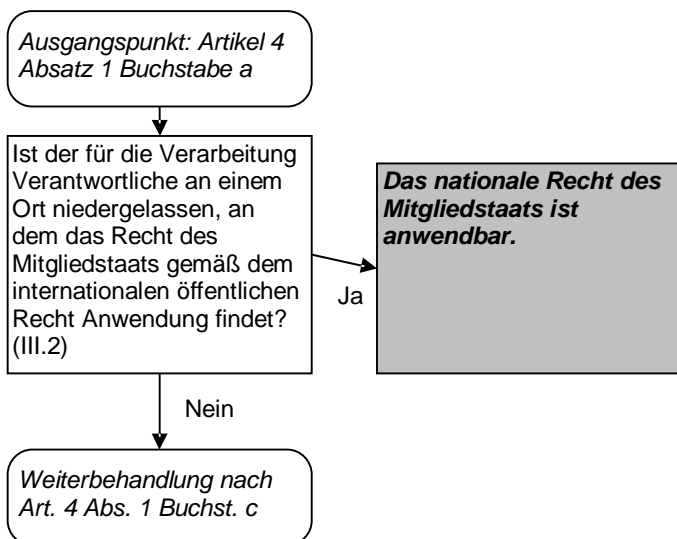 Ausgangspunkt: Artikel 4
Absatz 1 Buchstabe a
Ist der für die Verarbeitung
Verantwortliche an einem
Ort niedergelassen, an
dem das Recht des
Mitgliedstaats gemäß dem
internationalen öffentlichen
Recht Anwendung findet?
(III.2)
Das nationale Recht des
Mitgliedstaats ist
anwendbar.
Ja
Nein
Weiterbehandlung nach
Art. 4 Abs. 1 Buchst. c